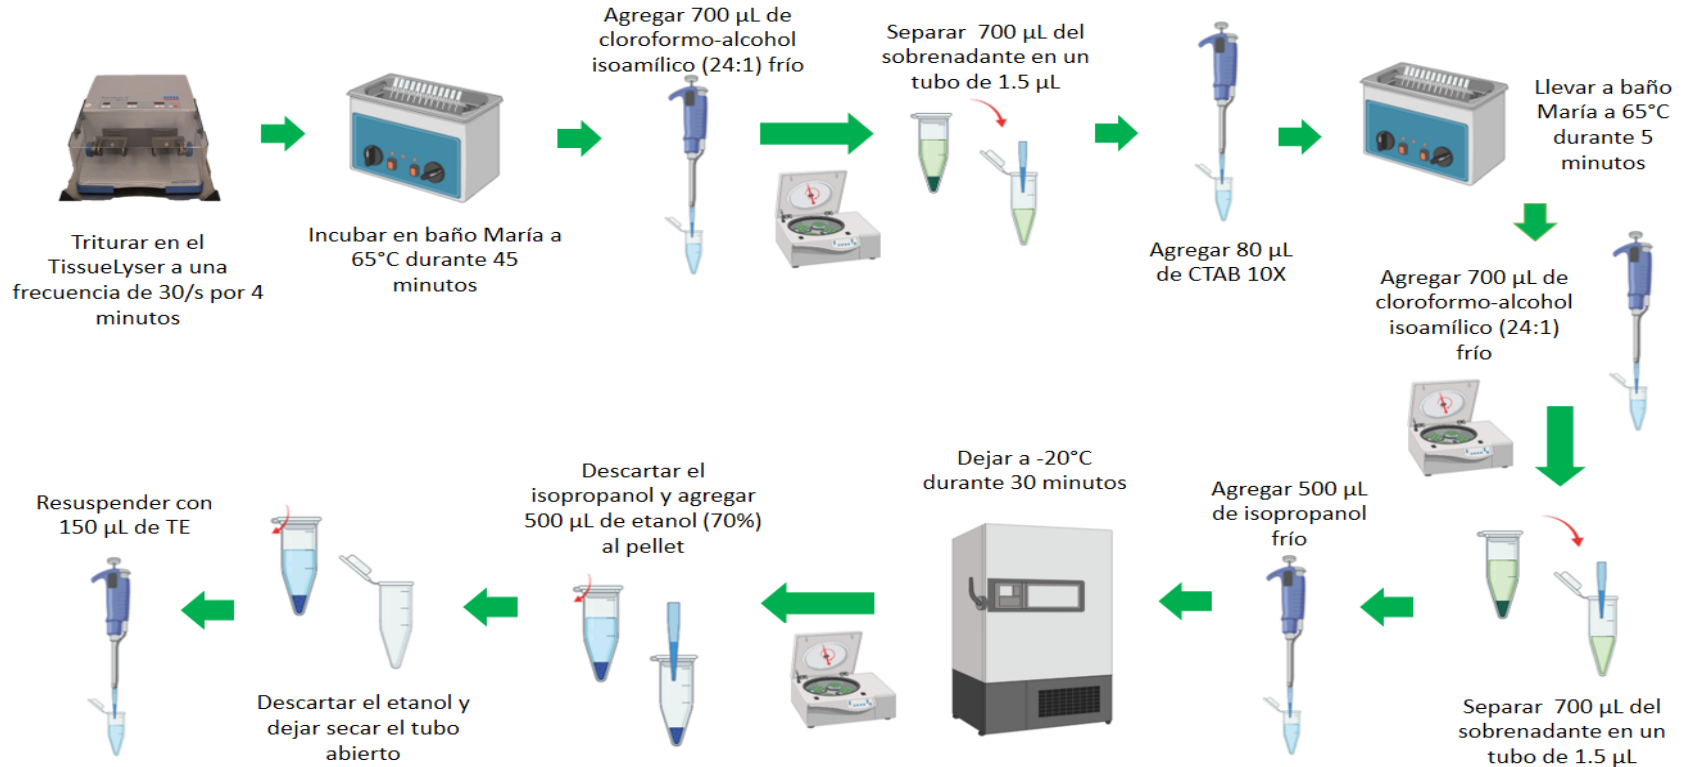 Triturar en el
TissueLyser a una
frecuencia de 30/s por 4
minutos
Incubar en baño María a
65°C durante 45
minutos
Agregar 700 µL de
cloroformo-alcohol
isoamílico (24:1) frío
Separar 700 µL del
sobrenadante en un
tubo de 1.5 µL
Agregar 80 µL
de CTAB 10X
Llevar a baño
María a 65°C
durante 5
minutos
Agregar 700 µL de
cloroformo-alcohol
isoamílico (24:1)
frío
Separar 700 µL del
sobrenadante en un
tubo de 1.5 µL
Agregar 500 µL
de isopropanol
frío
Dejar a -20°C
durante 30 minutos
Descartar el
isopropanol y agregar
500 µL de etanol (70%)
al pellet
Descartar el etanol y
dejar secar el tubo
abierto
Resuspender con
150 µL de TE